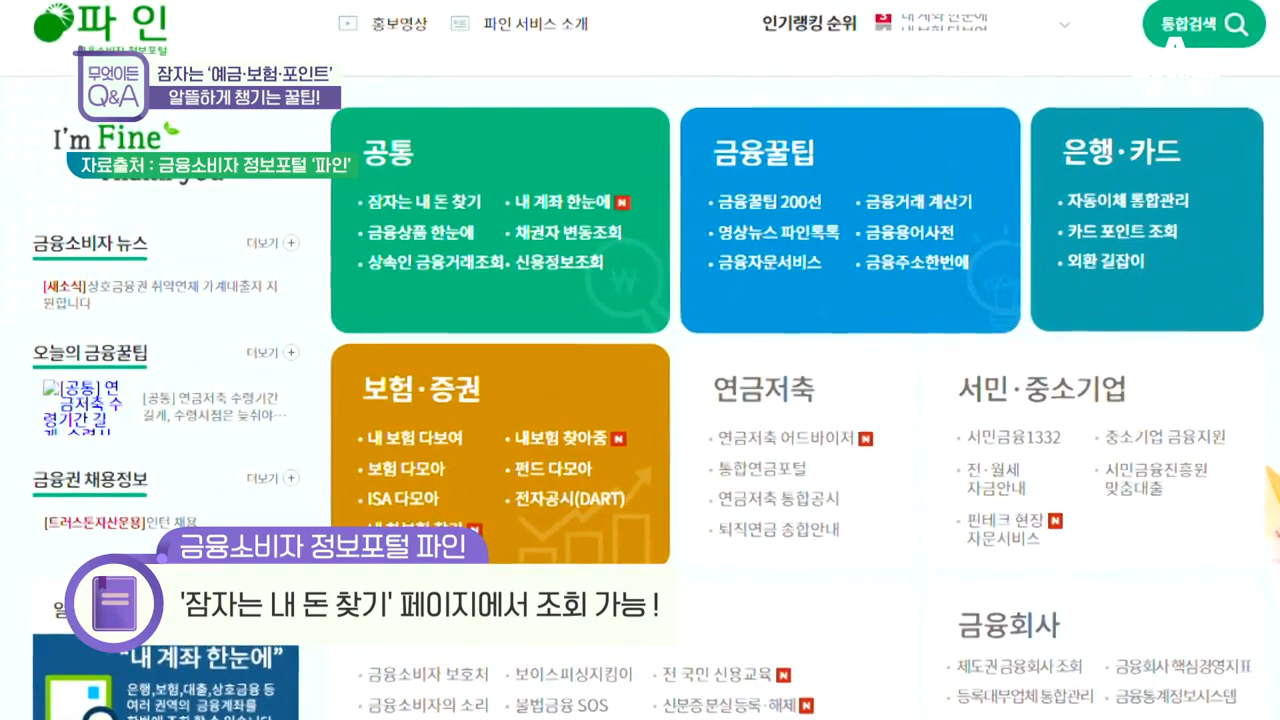 파인
금융소비자 정보포털
홍보영상
파인 서비스 소개
인기랭킹 순위
3
통합검색
무엇이든
Q&A
잠자는 '예금·보험·포인트'
알뜰하게 챙기는 꿀팁!
I'm Fine
자료출처 : 금융소비자 정보포털 '파인'
금융소비자 뉴스
더보기
[새소식]상호금융권 취약연체 기계대출자 지
원합니다
오늘의 금융꿀팁
더보기
[공통] 연
금저축 수
령기간 길
[공통] 연금저축 수령기간
길게, 수령시점은 늦춰야…
금융권 채용정보
더보기
[트러스톤자산운용]인턴 채용
공통
• 잠자는 내 돈 찾기
• 내 계좌 한눈에 N
• 금융상품 한눈에
• 채권자 변동조회
• 상속인 금융거래조회
• 신용정보조회
금융꿀팁
• 금융꿀팁 200선
• 금융거래 계산기
• 영상뉴스 파인톡톡
• 금융용어사전
• 금융자문서비스
• 금융주소한번에
은행·카드
• 자동이체 통합관리
• 카드 포인트 조회
• 외환 길잡이
보험·증권
• 내 보험 다보여
• 내보험 찾아줌 N
• 보험 다모아
• 펀드 다모아
• ISA 다모아
• 전자공시(DART)
연금저축
• 연금저축 어드바이저 N
• 통합연금포털
• 연금저축 통합공시
• 퇴직연금 종합안내
서민·중소기업
• 서민금융1332
• 중소기업 금융지원
• 전·월세
자금안내
• 서민금융진흥원
맞춤대출
• 핀테크 현장 N
자문서비스
금융소비자 정보포털 파인
'잠자는 내 돈 찾기' 페이지에서 조회 가능!
"내 계좌 한눈에"
은행,보험,대출,상호금융 등
여러 권역의 금융계좌를
• 금융소비자 보호처
• 보이스피싱지킴이
• 전 국민 신용교육 N
• 금융소비자의 소리
• 불법금융 SOS
• 신분증 분실등록·해제 N
금융회사
• 제도권 금융회사 조회
• 금융회사 핵심경영지표
• 등록대부업체 통합관리
• 금융통계정보시스템